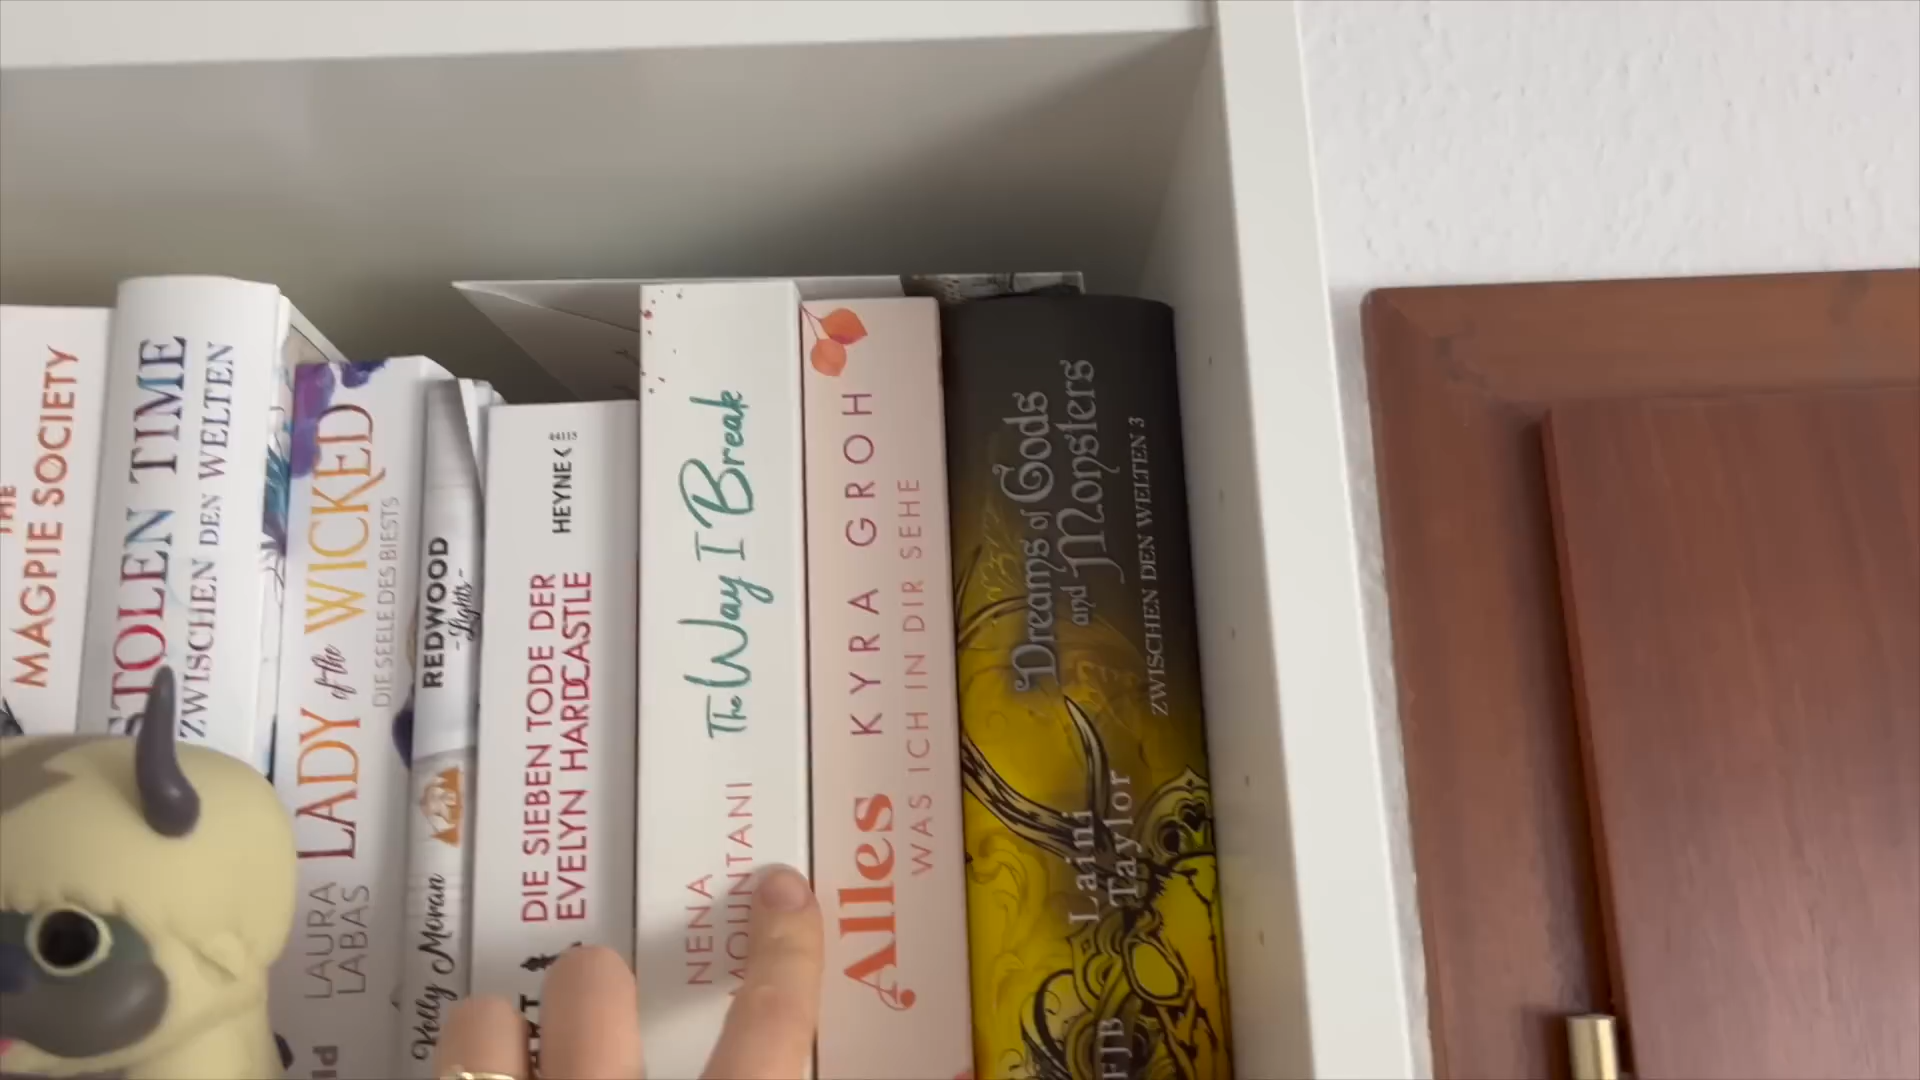 THE
MAGPIE SOCIETY
STOLEN TIME
ZWISCHEN DEN WELTEN
LADY of the WICKED
DIE SEELE DES BIESTS
LAURA
LABAS
REDWOOD
-Lights-
Kelly Moran
44115
HEYNE<
DIE SIEBEN TODE DER
EVELYN HARDCASTLE
The Way I Break
NENA
MOUNTANI
Alles KYRA GROH
WAS ICH IN DIR SEHE
Dreams of Gods
and Monsters
ZWISCHEN DEN WELTEN 3
Laini
Taylor
FJB